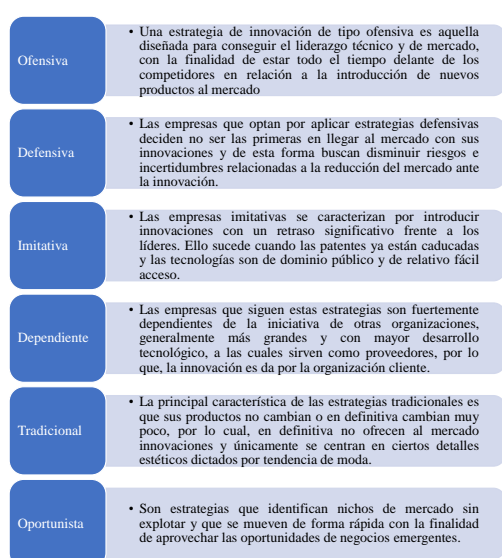 Ofensiva
• Una estrategia de innovación de tipo ofensiva es aquella
diseñada para conseguir el liderazgo técnico y de mercado,
con la finalidad de estar todo el tiempo delante de los
competidores en relación a la introducción de nuevos
productos al mercado
Defensiva
• Las empresas que optan por aplicar estrategias defensivas
deciden no ser las primeras en llegar al mercado con sus
innovaciones y de esta forma buscan disminuir riesgos e
incertidumbres relacionadas a la reducción del mercado ante
la innovación.
Imitativa
• Las empresas imitativas se caracterizan por introducir
innovaciones con un retraso significativo frente a los
líderes. Ello sucede cuando las patentes ya están caducadas
y las tecnologías son de dominio público y de relativo fácil
acceso.
Dependiente
• Las empresas que siguen estas estrategias son fuertemente
dependientes de la iniciativa de otras organizaciones,
generalmente más grandes y con mayor desarrollo
tecnológico, a las cuales sirven como proveedores, por lo
que, la innovación es da por la organización cliente.
Tradicional
• La principal característica de las estrategias tradicionales es
que sus productos no cambian o en definitiva cambian muy
poco, por lo cual, en definitiva no ofrecen al mercado
innovaciones y únicamente se centran en ciertos detalles
estéticos dictados por tendencia de moda.
Oportunista
• Son estrategias que identifican nichos de mercado sin
explotar y que se mueven de forma rápida con la finalidad
de aprovechar las oportunidades de negocios emergentes.